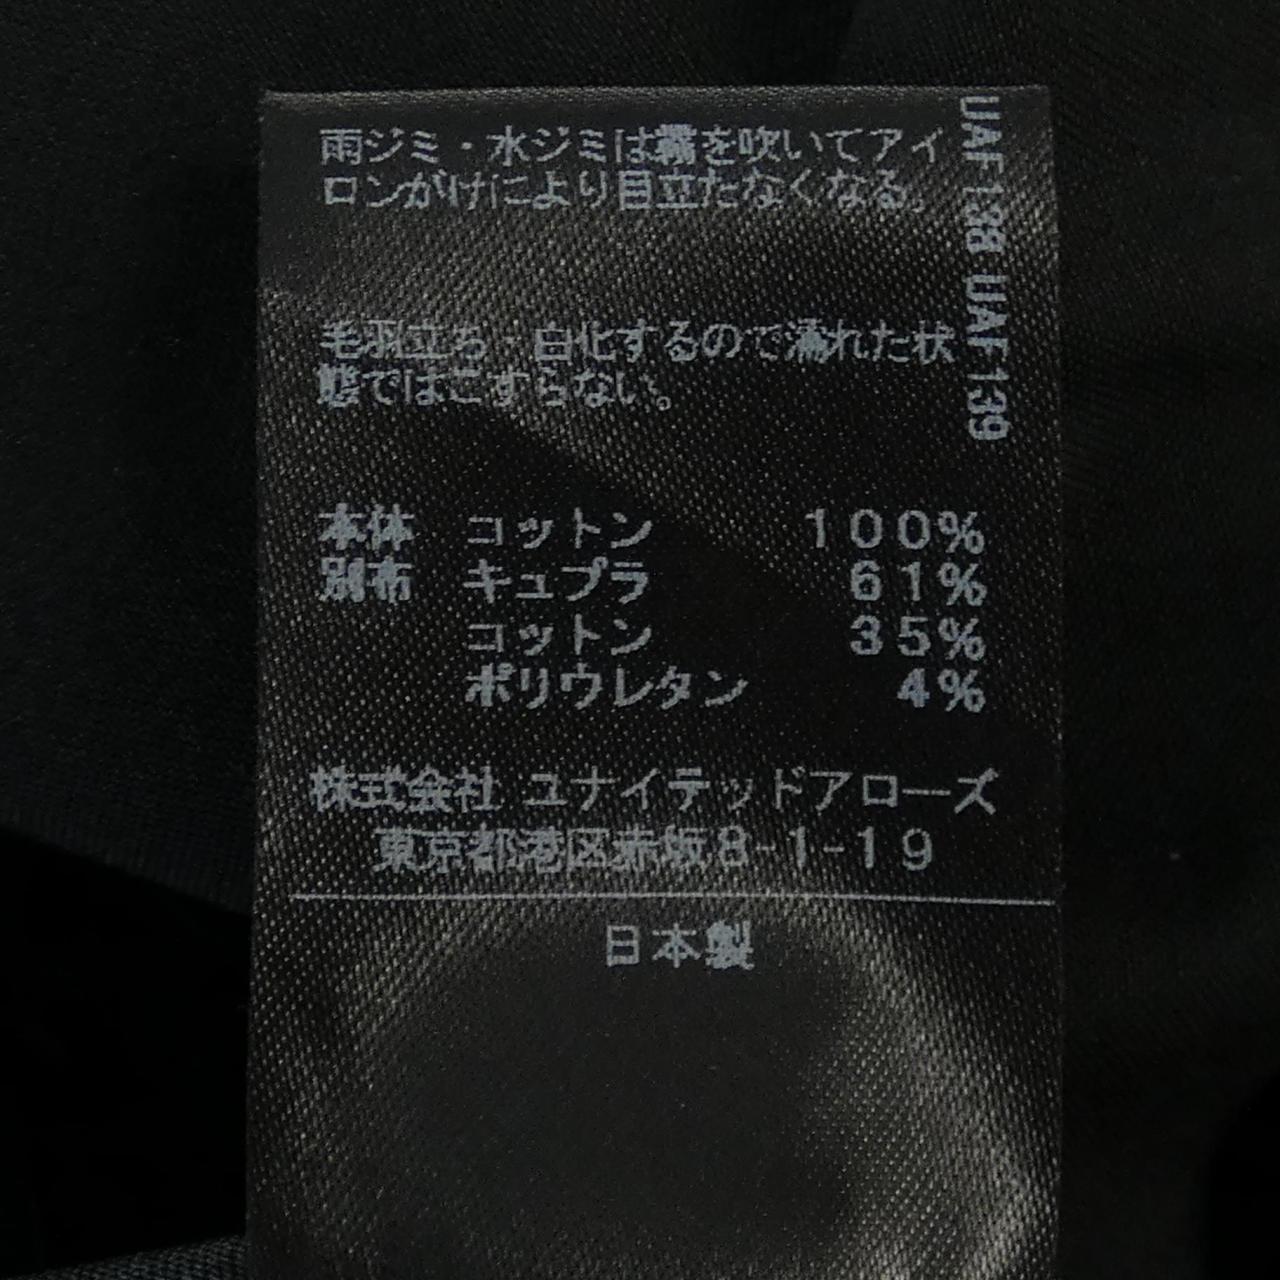 雨ジミ・水ジミは霧を吹いてアイ
ロンがけにより目立たなくなる。
毛羽立ち・白化するので濡れた状
態ではこすらない。
本体 コットン 100%
別布 キュプラ 61%
コットン 35%
ポリウレタン 4%
株式会社 ユナイテッドアローズ
東京都港区赤坂8-1-19
日本製
UAF138 UAF139